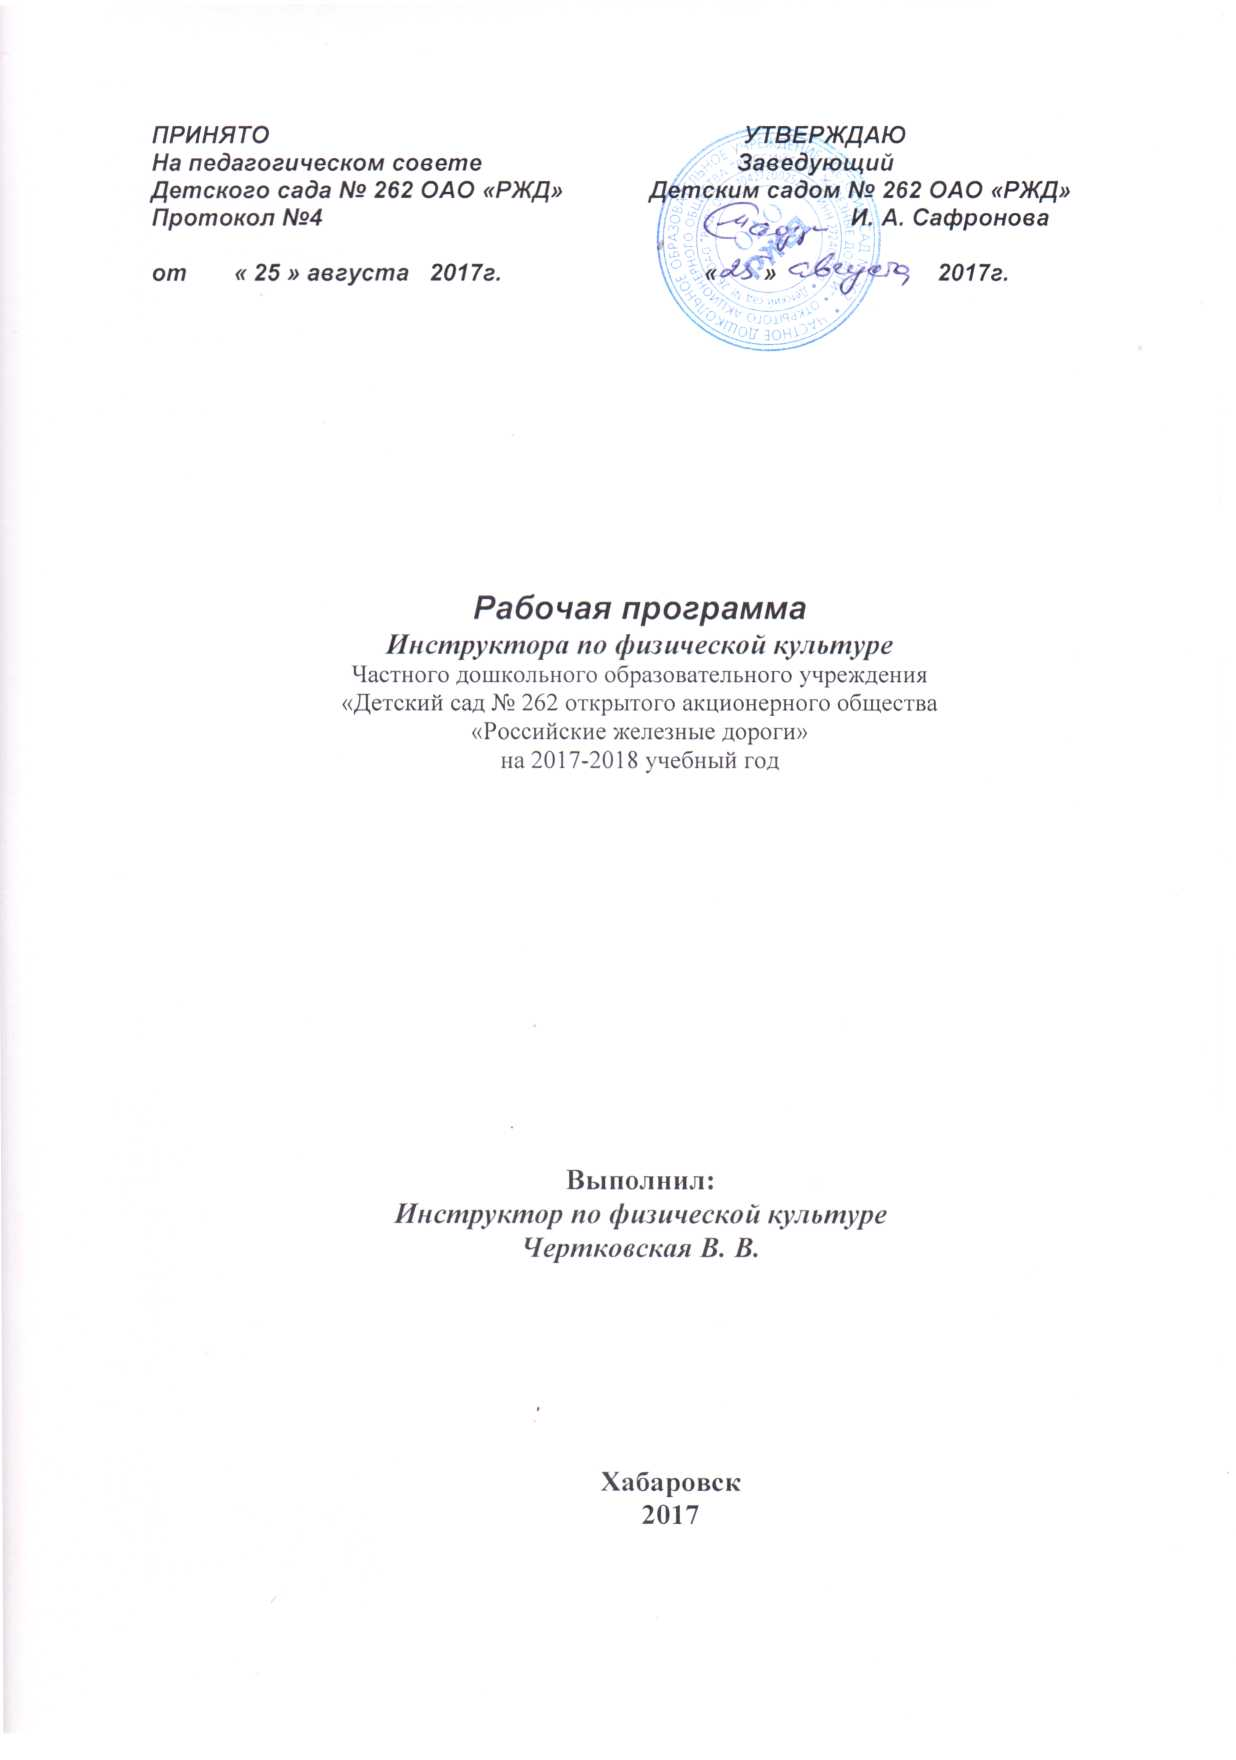 ПРИНЯТО
На педагогическом совете
Детского сада № 262 ОАО «РЖД»
Протокол №4
от « 25 » августа 2017г.
УТВЕРЖДАЮ
Заведующий
Детским садом № 262 ОАО «РЖД»
И. А. Сафронова
«25» августа 2017г.
Рабочая программа
Инструктора по физической культуре
Частного дошкольного образовательного учреждения
«Детский сад № 262 открытого акционерного общества
«Российские железные дороги»
на 2017-2018 учебный год
Выполнил:
Инструктор по физической культуре
Чертковская В. В.
Хабаровск
2017